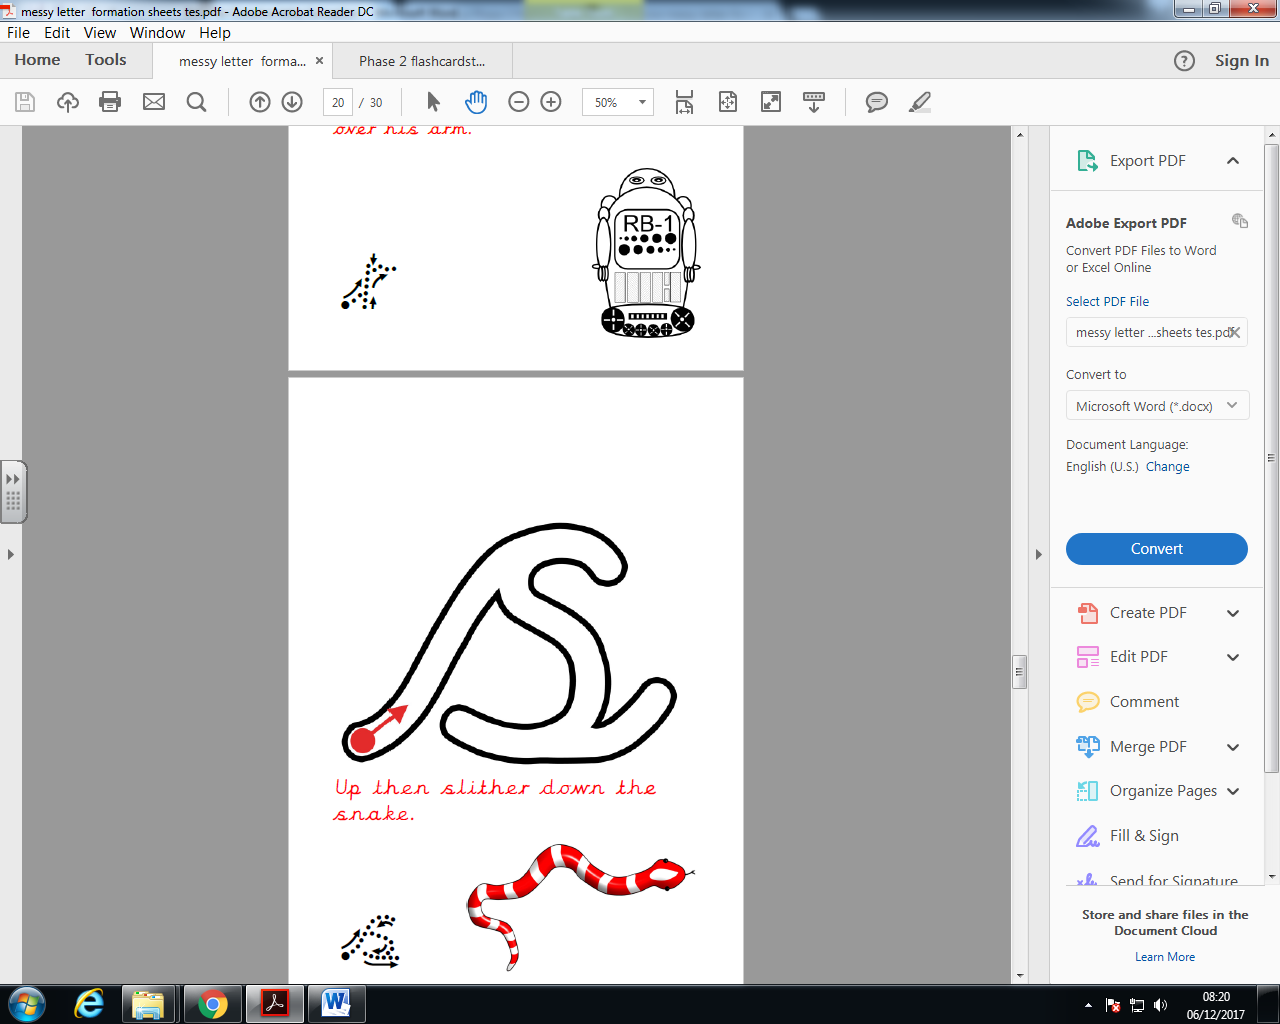 messy letter  formation sheets tes.pdf - Adobe Acrobat Reader DC
File Edit View Window Help
Home Tools messy letter forma... × Phase 2 flashcardst... ? Sign In
20 / 30 50%
over his arm.
RB-1
Up then slither down the
snake.
Export PDF
Adobe Export PDF
Convert PDF Files to Word
or Excel Online
Select PDF File
messy letter ...sheets tes.pdf
Convert to
Microsoft Word (*.docx)
Document Language:
English (U.S.) Change
Convert
Create PDF
Edit PDF
Comment
Merge PDF
Organize Pages
Fill & Sign
Send for Signature
Store and share files in the
Document Cloud
Learn More
08:20
06/12/2017